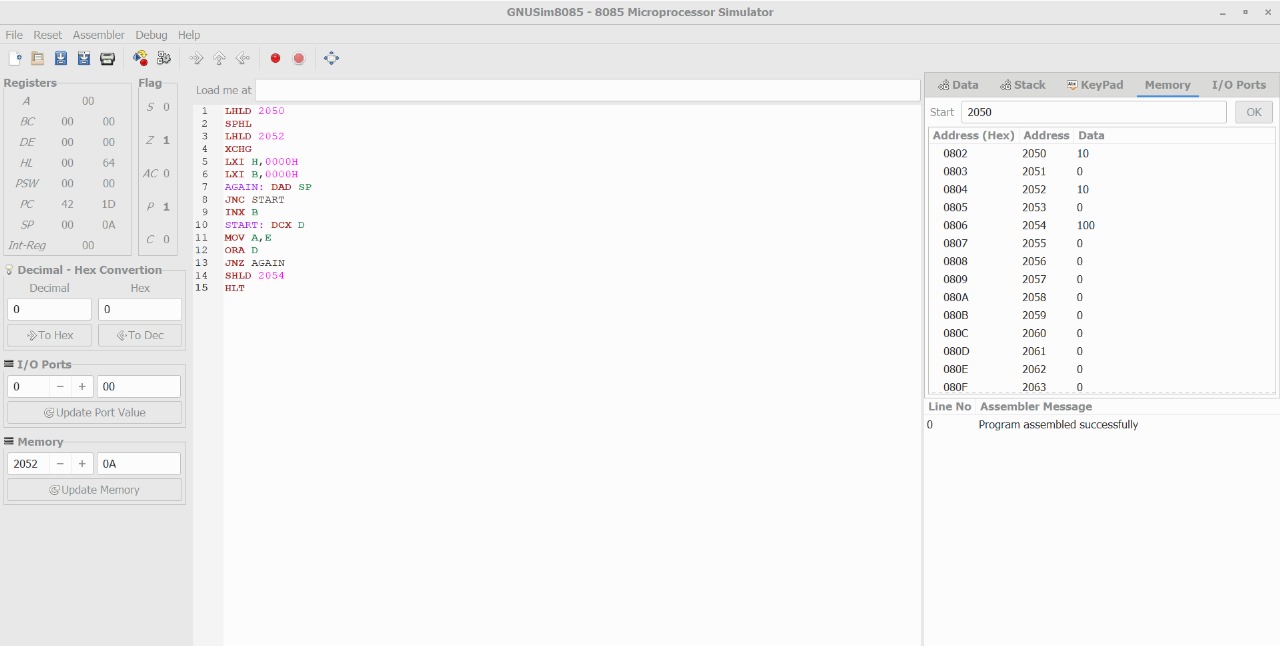 GNUSim8085 - 8085 Microprocessor Simulator
File Reset Assembler Debug Help
Registers
A 00
BC 00 00
DE 00 00
HL 00 64
PSW 00 00
PC 42 1D
SP 00 0A
Int-Reg 00
Flag
S 0
Z 1
AC 0
P 1
C 0
Decimal - Hex Convertion
Decimal Hex
0 0
To Hex To Dec
I/O Ports
0 − + 00
Update Port Value
Memory
2052 − + 0A
Update Memory
Load me at
1 LHLD 2050
2 SPHL
3 LHLD 2052
4 XCHG
5 LXI H,0000H
6 LXI B,0000H
7 AGAIN: DAD SP
8 JNC START
9 INX B
10 START: DCX D
11 MOV A,E
12 ORA D
13 JNZ AGAIN
14 SHLD 2054
15 HLT
Data Stack KeyPad Memory I/O Ports
Start 2050 OK
Address (Hex) Address Data
0802 2050 10
0803 2051 0
0804 2052 10
0805 2053 0
0806 2054 100
0807 2055 0
0808 2056 0
0809 2057 0
080A 2058 0
080B 2059 0
080C 2060 0
080D 2061 0
080E 2062 0
080F 2063 0
Line No Assembler Message
0 Program assembled successfully